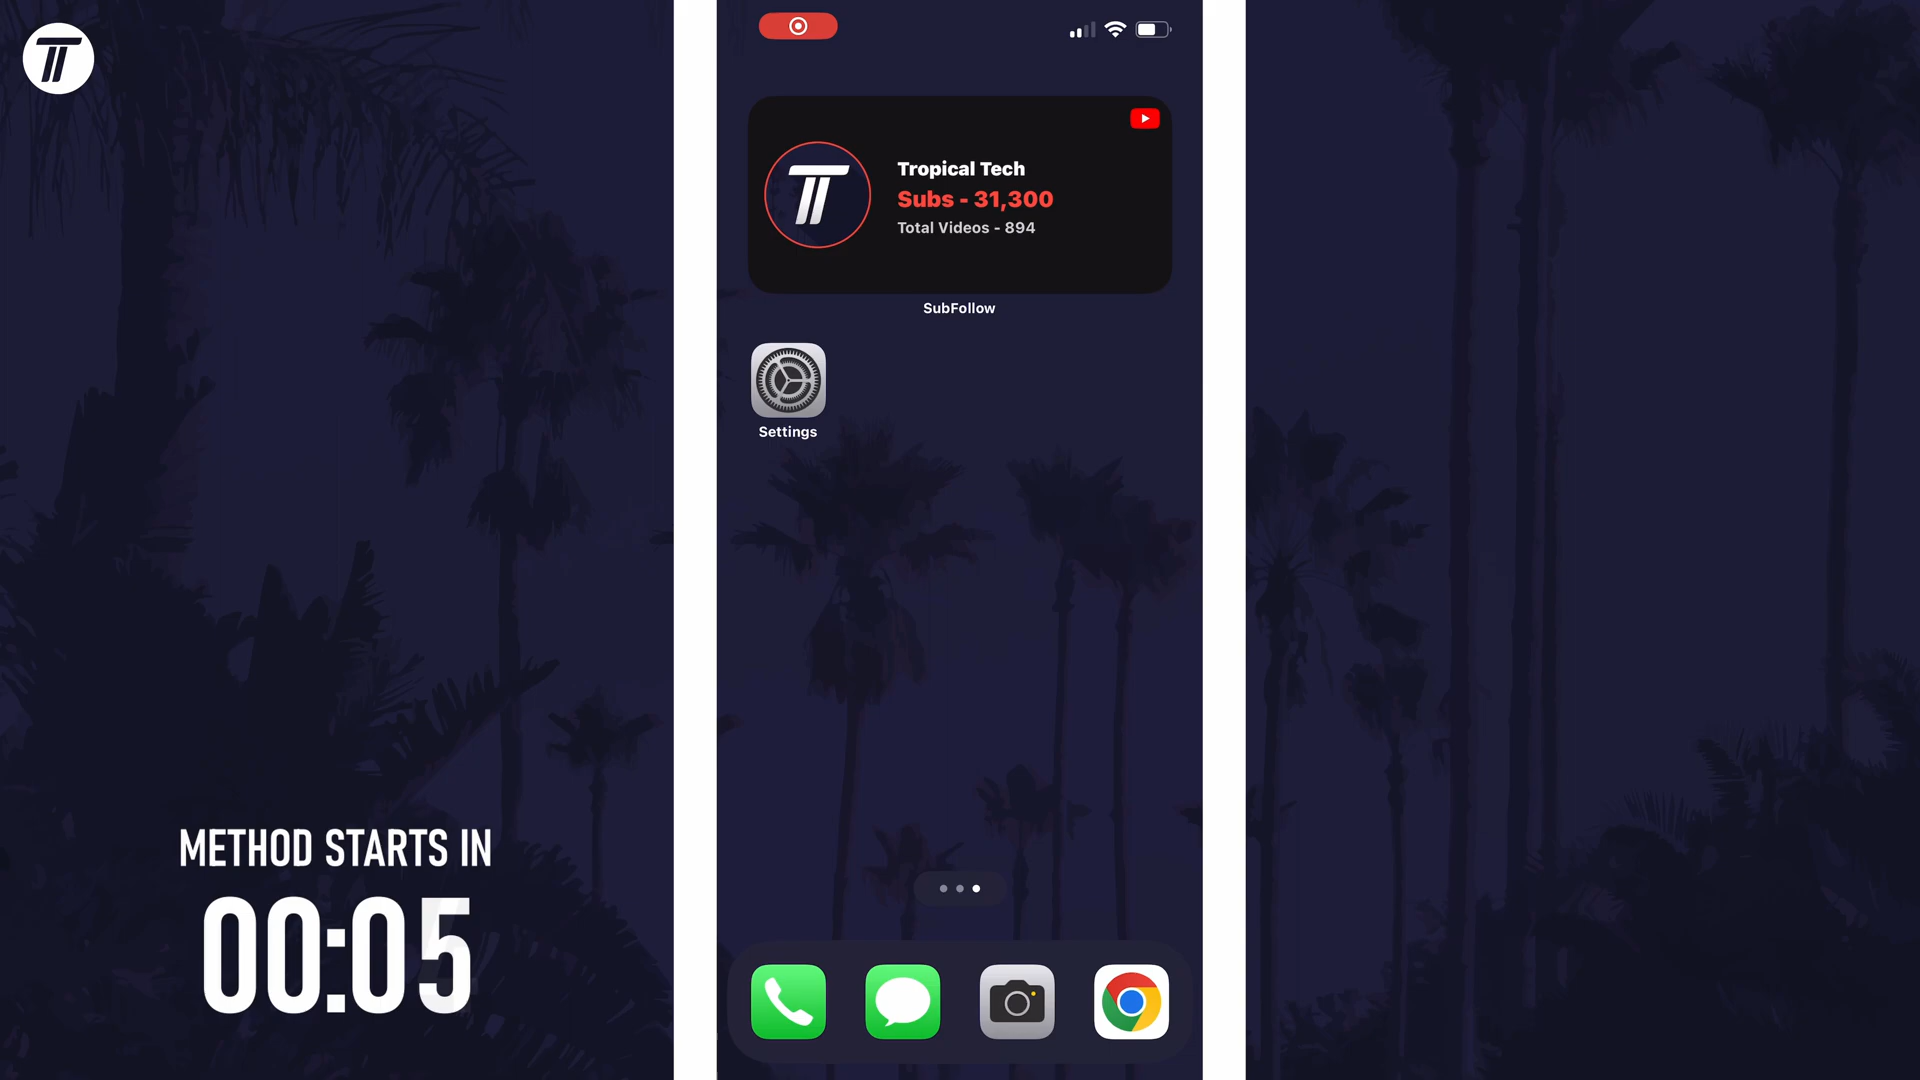 Tropical Tech
Subs - 31,300
Total Videos - 894
SubFollow
Settings
METHOD STARTS IN
00:05